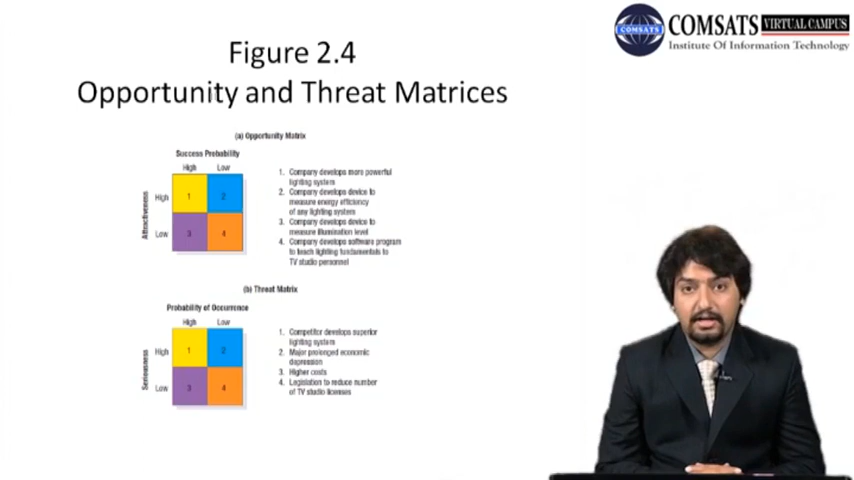 COMSATS
COMSATS VIRTUAL CAMPUS
Institute Of Information Technology
Figure 2.4
Opportunity and Threat Matrices
(a) Opportunity Matrix
Success Probability
High Low
Attractiveness
High 1 2
Low 3 4
1. Company develops more powerful
lighting system
2. Company develops device to
measure energy efficiency
of any lighting system
3. Company develops device to
measure illumination level
4. Company develops software program
to teach lighting fundamentals to
TV studio personnel
(b) Threat Matrix
Probability of Occurrence
High Low
Seriousness
High 1 2
Low 3 4
1. Competitor develops superior
lighting system
2. Major prolonged economic
depression
3. Higher costs
4. Legislation to reduce number
of TV studio licenses